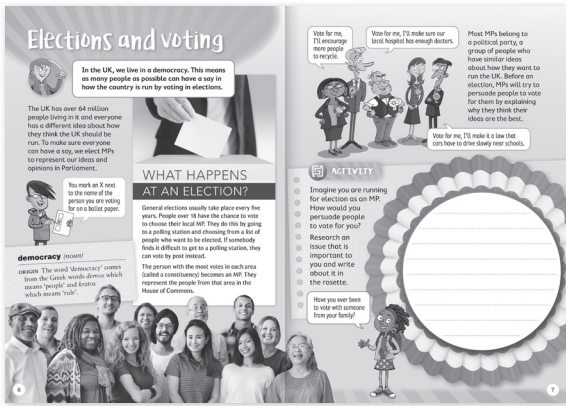 Elections and voting
In the UK, we live in a democracy. This means
as many people as possible can have a say in
how the country is run by voting in elections.
The UK has over 64 million
people living in it and everyone
has a different idea about how
they think the UK should be
run. To make sure everyone
can have a say, we elect MPs
to represent our ideas and
opinions in Parliament.
You mark an X next
to the name of the
person you are voting
for on a ballot paper.
democracy (noun)
ORIGIN The word 'democracy' comes
from the Greek words demos which
means 'people' and kratos
which means 'rule'.
WHAT HAPPENS
AT AN ELECTION?
General elections usually take place every five
years. People over 18 have the chance to vote
to choose their local MP. They do this by going
to a polling station and choosing from a list of
people who want to be elected. If somebody
finds it difficult to get to a polling station, they
can vote by post instead.
The person with the most votes in each area
(called a constituency) becomes an MP. They
represent the people from that area in the
House of Commons.
6
Vote for me,
I'll encourage
more people
to recycle.
Vote for me, I'll make sure our
local hospital has enough doctors.
Most MPs belong to
a political party, a
group of people who
have similar ideas
about how they want to
run the UK. Before an
election, MPs will try to
persuade people to vote
for them by explaining
why they think their
ideas are the best.
Vote for me, I'll make it a law that
cars have to drive slowly near schools.
ACTIVITY
Imagine you are running
for election as an MP.
How would you
persuade people
to vote for you?
Research an
issue that is
important to
you and write
about it in
the rosette.
Have you ever been
to vote with someone
from your family?
7